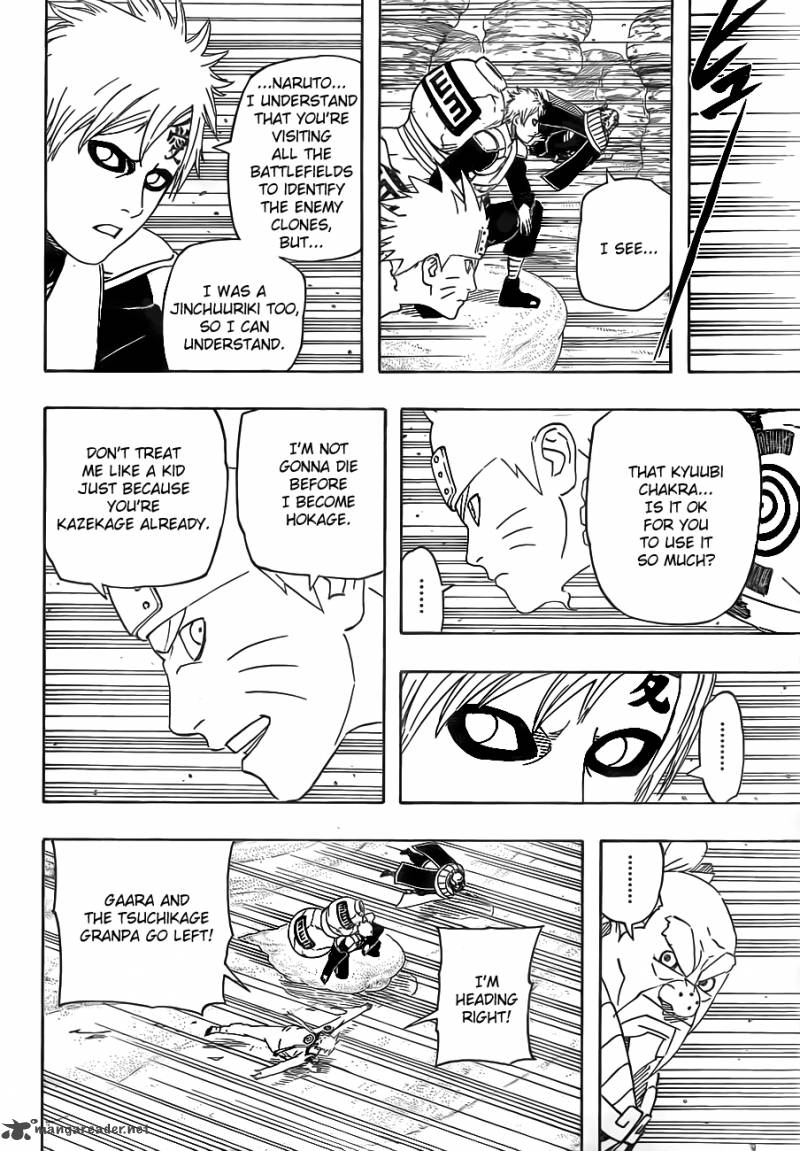 I SEE...
...NARUTO...
I UNDERSTAND
THAT YOU'RE
VISITING
ALL THE
BATTLEFIELDS
TO IDENTIFY
THE ENEMY
CLONES,
BUT...
I WAS A
JINCHUURIKI TOO,
SO I CAN
UNDERSTAND.
愛
THAT KYUUBI
CHAKRA...
IS IT OK
FOR YOU
TO USE IT
SO MUCH?
I'M NOT
GONNA DIE
BEFORE
I BECOME
HOKAGE.
DON'T TREAT
ME LIKE A KID
JUST BECAUSE
YOU'RE
KAZEKAGE ALREADY.
GAARA AND
THE TSUCHIKAGE
GRANPA GO LEFT!
I'M
HEADING
RIGHT!
mangareader.net